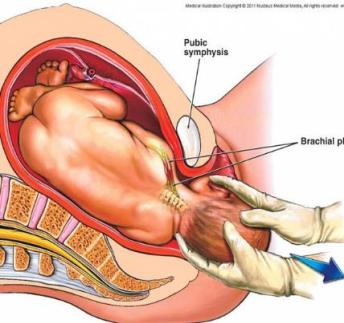 Medical Illustration Copyright © 2011 Nucleus Medical Media, All rights reserved.
Pubic
symphysis
Brachial pl